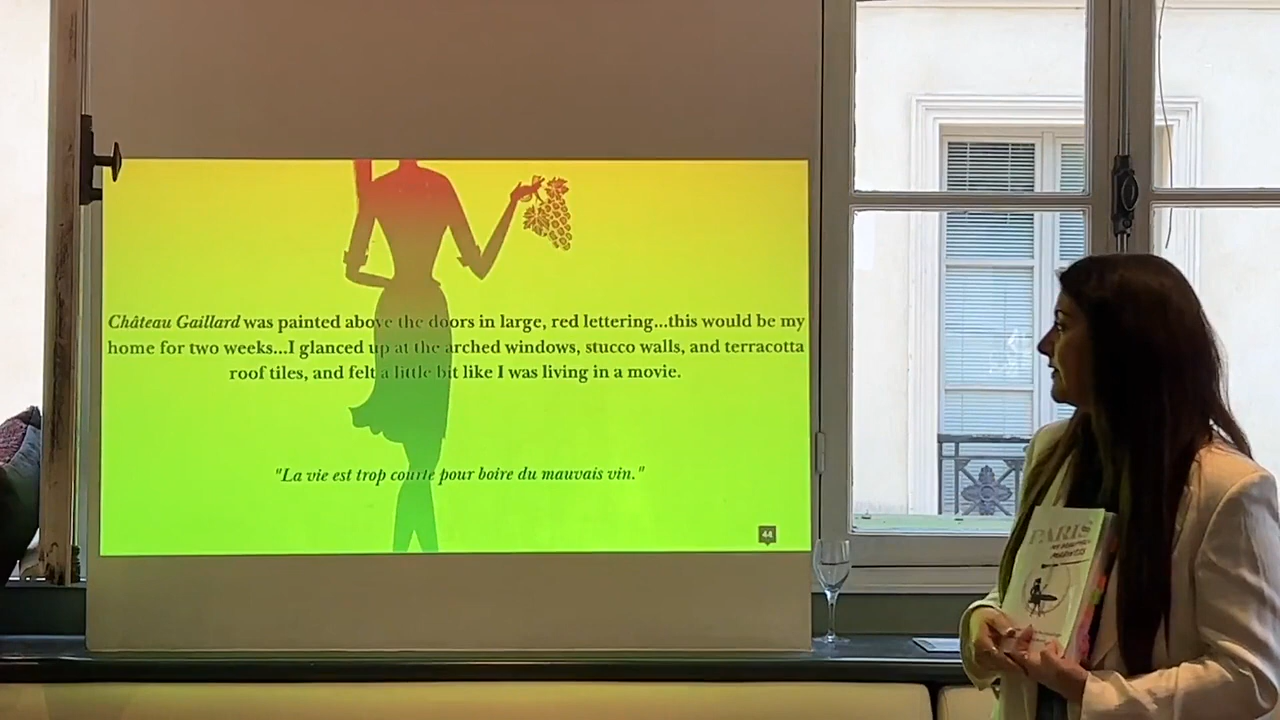 Château Gaillard was painted above the doors in large, red lettering...this would be my
home for two weeks...I glanced up at the arched windows, stucco walls, and terracotta
roof tiles, and felt a little bit like I was living in a movie.
"La vie est trop courte pour boire du mauvais vin."
44
PARIS